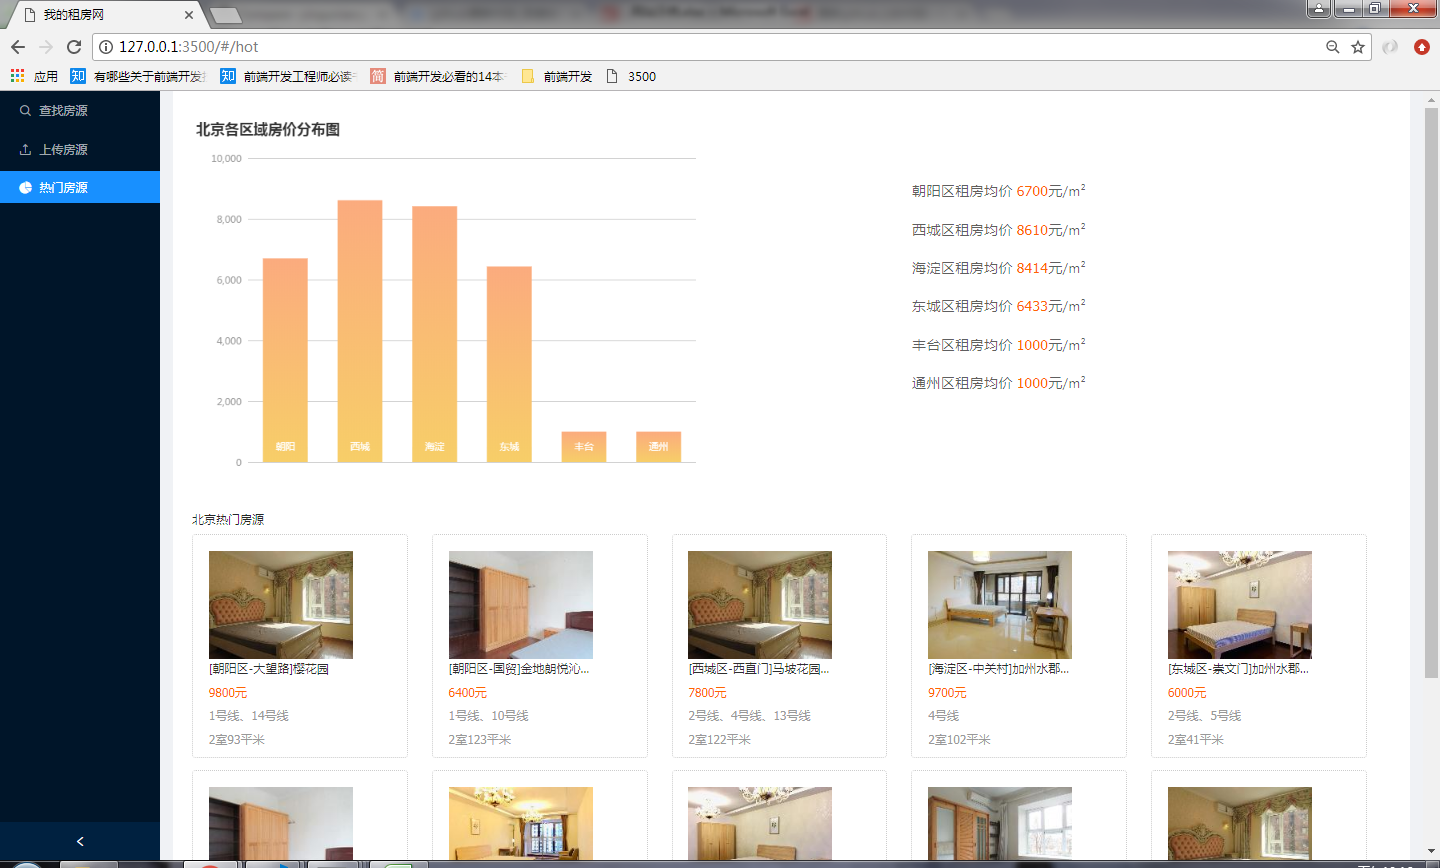 我的租房网
127.0.0.1:3500/#/hot
应用
有哪些关于前端开发
前端开发工程师必读
前端开发必看的14本
前端开发
3500
查找房源
上传房源
热门房源
北京各区域房价分布图
10,000
8,000
6,000
4,000
2,000
0
朝阳
西城
海淀
东城
丰台
通州
朝阳区租房均价 6700元/m²
西城区租房均价 8610元/m²
海淀区租房均价 8414元/m²
东城区租房均价 6433元/m²
丰台区租房均价 1000元/m²
通州区租房均价 1000元/m²
北京热门房源
[朝阳区-大望路]樱花园
9800元
1号线、14号线
2室93平米
[朝阳区-国贸]金地朗悦沁...
6400元
1号线、10号线
2室123平米
[西城区-西直门]马坡花园...
7800元
2号线、4号线、13号线
2室122平米
[海淀区-中关村]加州水郡...
9700元
4号线
2室102平米
[东城区-崇文门]加州水郡...
6000元
2号线、5号线
2室41平米